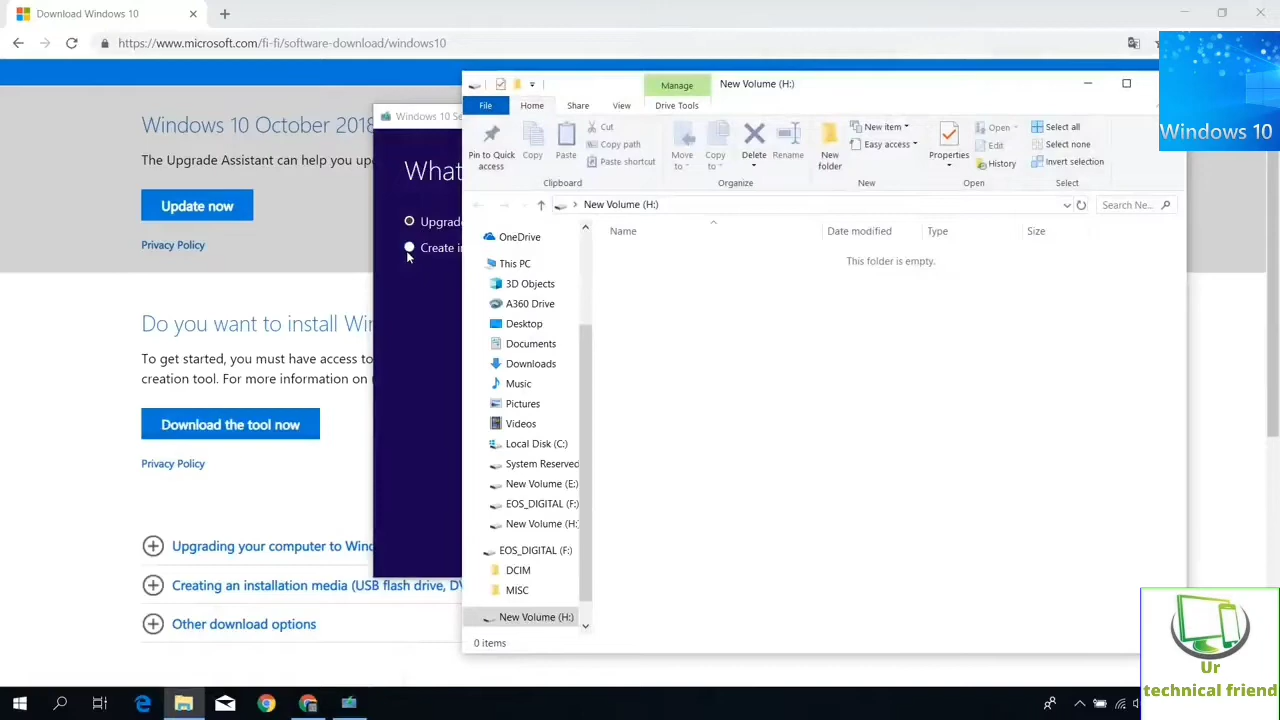 Download Windows 10
https://www.microsoft.com/fi-fi/software-download/windows10
Windows 10
Windows 10 October 2018
The Upgrade Assistant can help you
Update now
Privacy Policy
Do you want to install
To get started, you must have access to
creation tool. For more information on
Download the tool now
Privacy Policy
Upgrading your computer to
Creating an installation media (USB flash drive,
Other download options
Windows 10
What
Upgrade
Create
Manage
New Volume (H:)
File
Home
Share
View
Drive Tools
Pin to Quick
access
Copy
Paste
Cut
Copy path
Paste shortcut
Clipboard
Move
to
Copy
to
Delete
Rename
Organize
New
folder
New item
Easy access
New
Properties
Open
Edit
History
Open
Select all
Select none
Invert selection
Select
New Volume (H:)
Search Ne...
OneDrive
This PC
3D Objects
A360 Drive
Desktop
Documents
Downloads
Music
Pictures
Videos
Local Disk (C:)
System Reserved
New Volume (E:)
EOS_DIGITAL (F:)
New Volume (H:
EOS_DIGITAL (F:)
DCIM
MISC
New Volume (H:)
Name
Date modified
Type
Size
This folder is empty.
0 items
Ur
technical friend